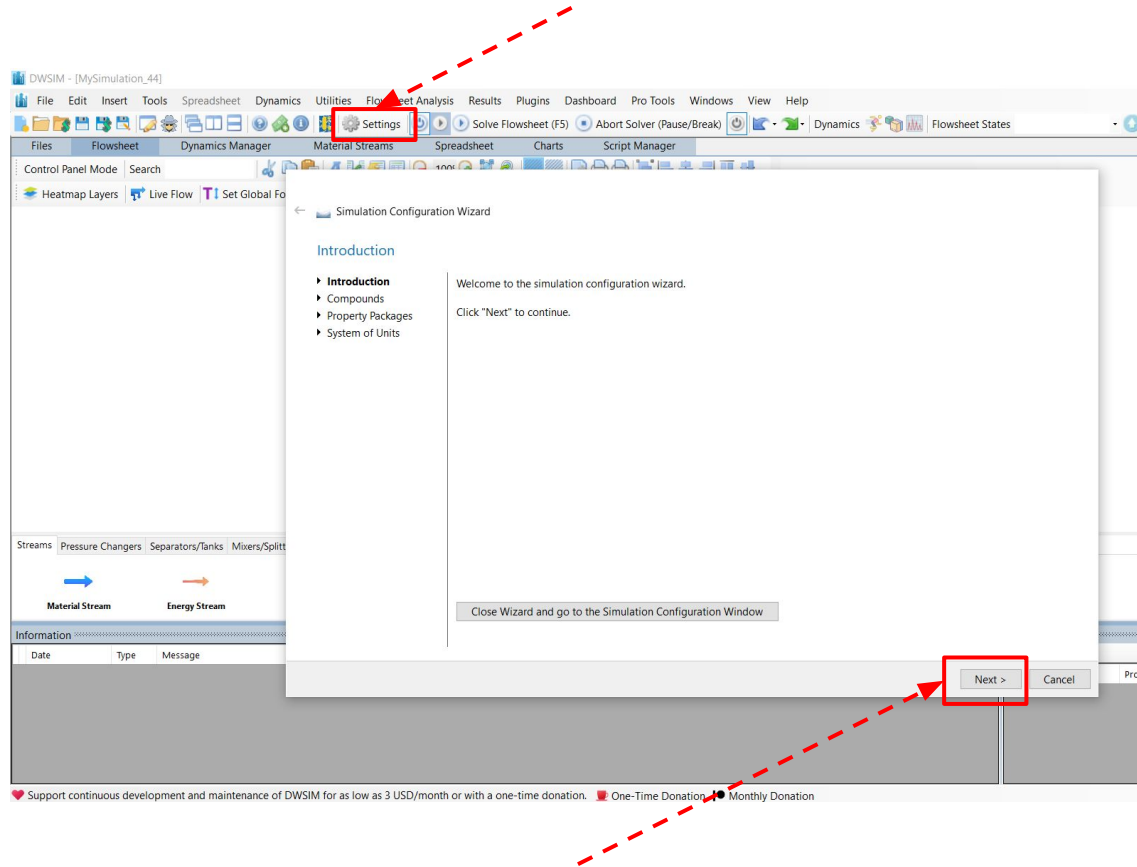 DWSIM - [MySimulation_44]
File Edit Insert Tools Spreadsheet Dynamics Utilities Flowsheet Analysis Results Plugins Dashboard Pro Tools Windows View Help
Settings Solve Flowsheet (F5) Abort Solver (Pause/Break) Dynamics Flowsheet States
Files Flowsheet Dynamics Manager Material Streams Spreadsheet Charts Script Manager
Control Panel Mode Search
Heatmap Layers Live Flow Set Global Fo
Simulation Configuration Wizard
Introduction
Introduction
Compounds
Property Packages
System of Units
Welcome to the simulation configuration wizard.
Click "Next" to continue.
Streams Pressure Changers Separators/Tanks Mixers/Splitt
Material Stream Energy Stream
Close Wizard and go to the Simulation Configuration Window
Information
Date Type Message
Next > Cancel
Pro
Support continuous development and maintenance of DWSIM for as low as 3 USD/month or with a one-time donation. One-Time Donation Monthly Donation